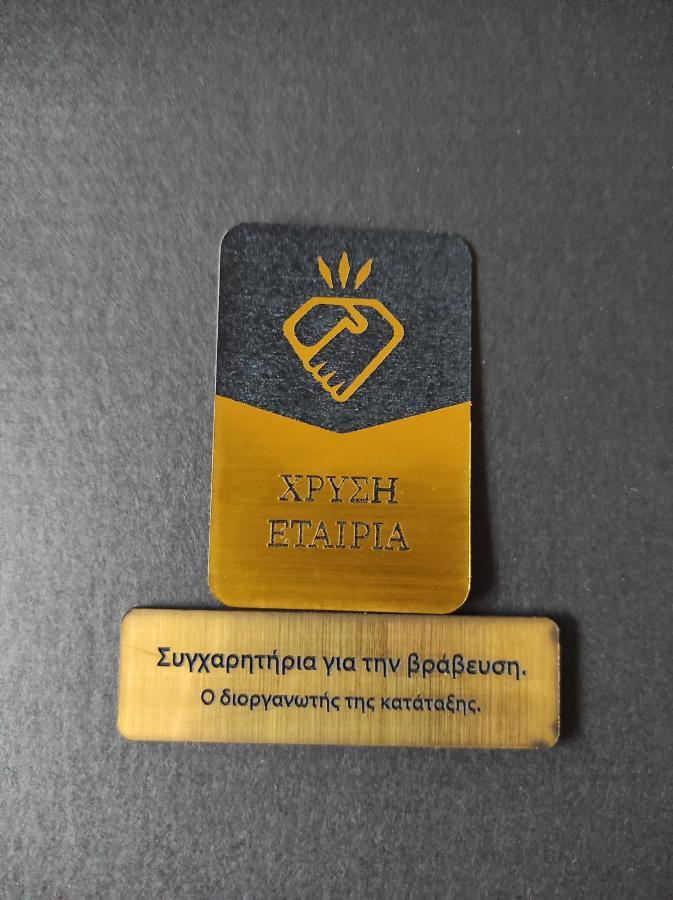 ΧΡΥΣΗ
ΕΤΑΙΡΙΑ
Συγχαρητήρια για την βράβευση.
Ο διοργανωτής της κατάταξης.